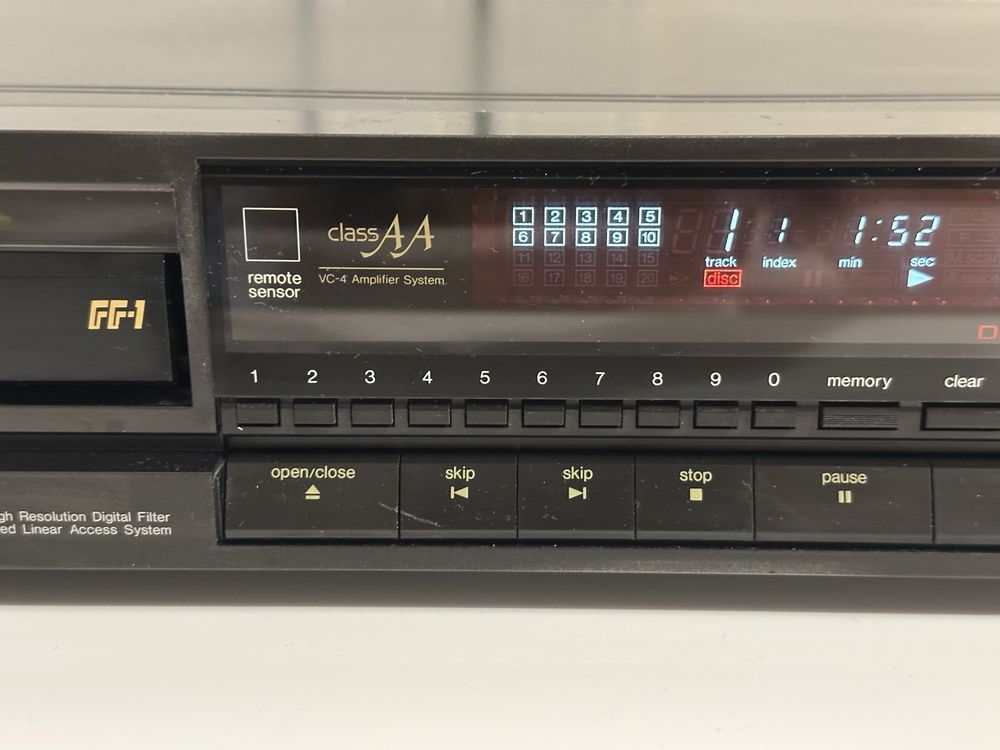 FF-1
gh Resolution Digital Filter
ed Linear Access System
remote
sensor
class AA
VC-4 Amplifier System
1 2 3 4 5
6 7 8 9 10
11 12 13 14 15
16 17 18 19 20
1 1 1:52
track index min sec
disc
1 2 3 4 5 6 7 8 9 0 memory clear
open/close skip skip stop pause